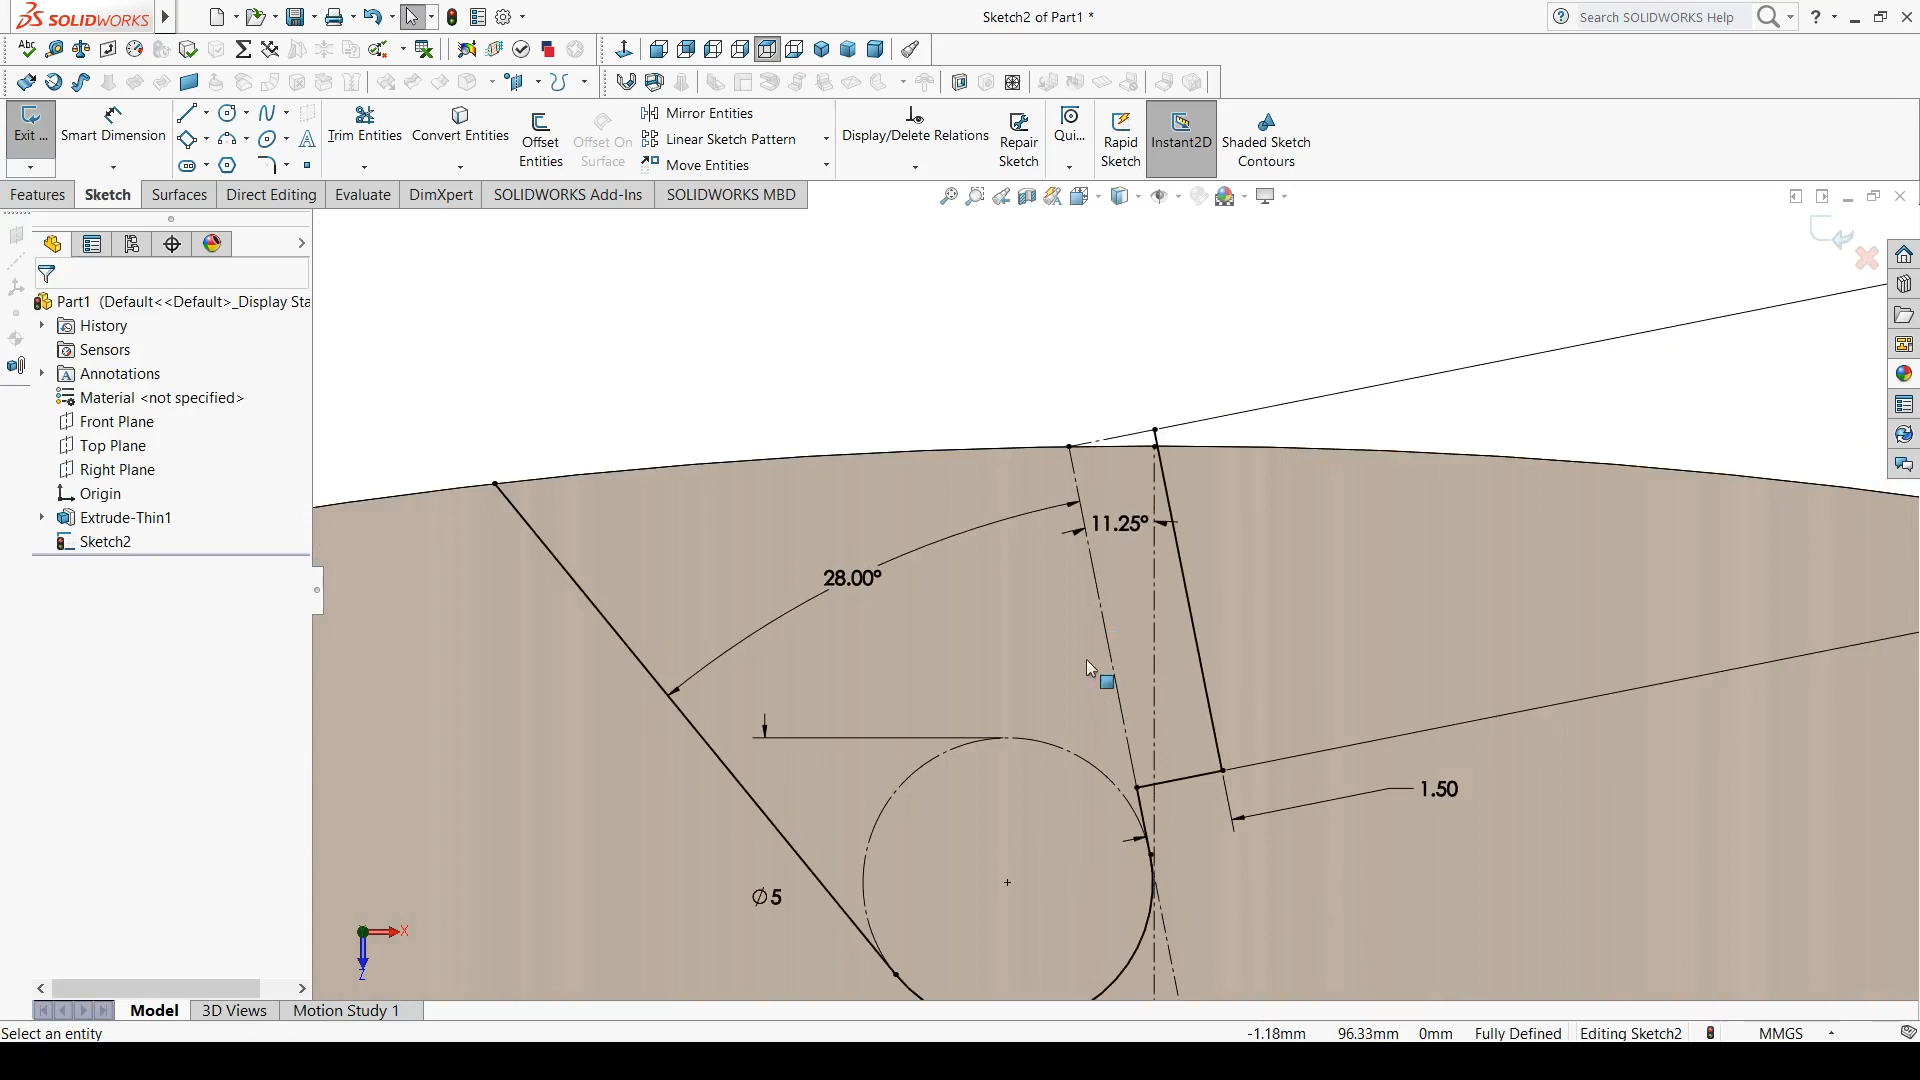 SOLIDWORKS
Sketch2 of Part1 *
Search SOLIDWORKS Help
Exit ...
Smart Dimension
Trim Entities
Convert Entities
Offset Entities
Offset On Surface
Mirror Entities
Linear Sketch Pattern
Move Entities
Display/Delete Relations
Repair Sketch
Qui...
Rapid Sketch
Instant2D
Shaded Sketch Contours
Features
Sketch
Surfaces
Direct Editing
Evaluate
DimXpert
SOLIDWORKS Add-Ins
SOLIDWORKS MBD
Part1 (Default<<Default>_Display Sta
History
Sensors
Annotations
Material <not specified>
Front Plane
Top Plane
Right Plane
Origin
Extrude-Thin1
Sketch2
11.25°
28.00°
1.50
∅5
X
Z
Model
3D Views
Motion Study 1
Select an entity
-1.18mm
96.33mm
0mm
Fully Defined
Editing Sketch2
MMGS